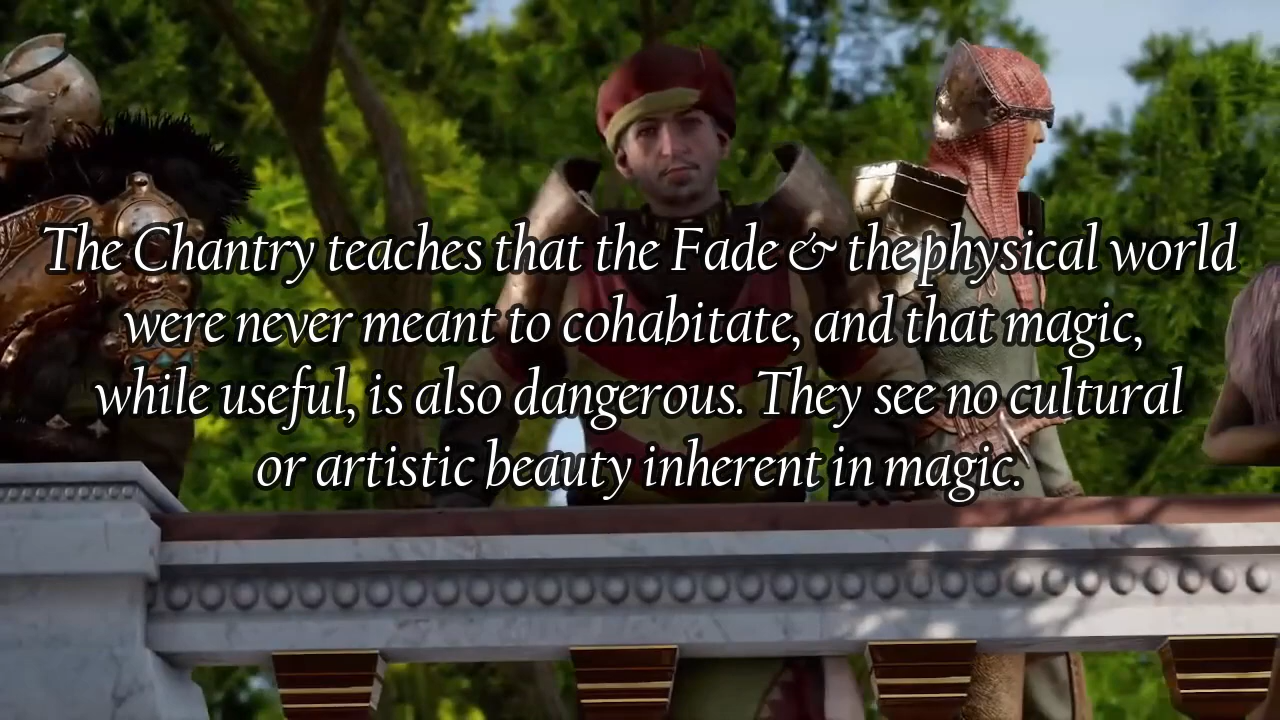 The Chantry teaches that the Fade & the physical world
were never meant to cohabitate, and that magic,
while useful, is also dangerous. They see no cultural
or artistic beauty inherent in magic.